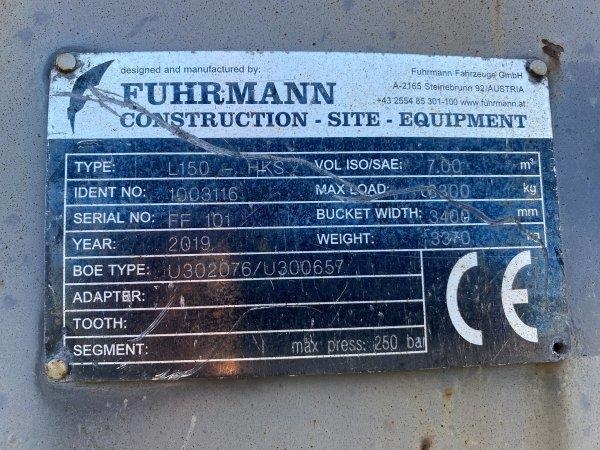 designed and manufactured by:
Fuhrmann Fahrzeuge GmbH
A-2165 Steinebrunn 92/AUSTRIA
+43 2554 85 301-100 www.fuhrmann.at
FUHRMANN
CONSTRUCTION - SITE - EQUIPMENT
TYPE: L150 - HKS VOL ISO/SAE: 7.00 m³
IDENT NO: 1003116 MAX LOAD: 6300 kg
SERIAL NO: FF 101 BUCKET WIDTH: 3400 mm
YEAR: 2019 WEIGHT: 3370
BOE TYPE: U302076/U300657
ADAPTER:
TOOTH:
SEGMENT: max press: 250 bar
CE